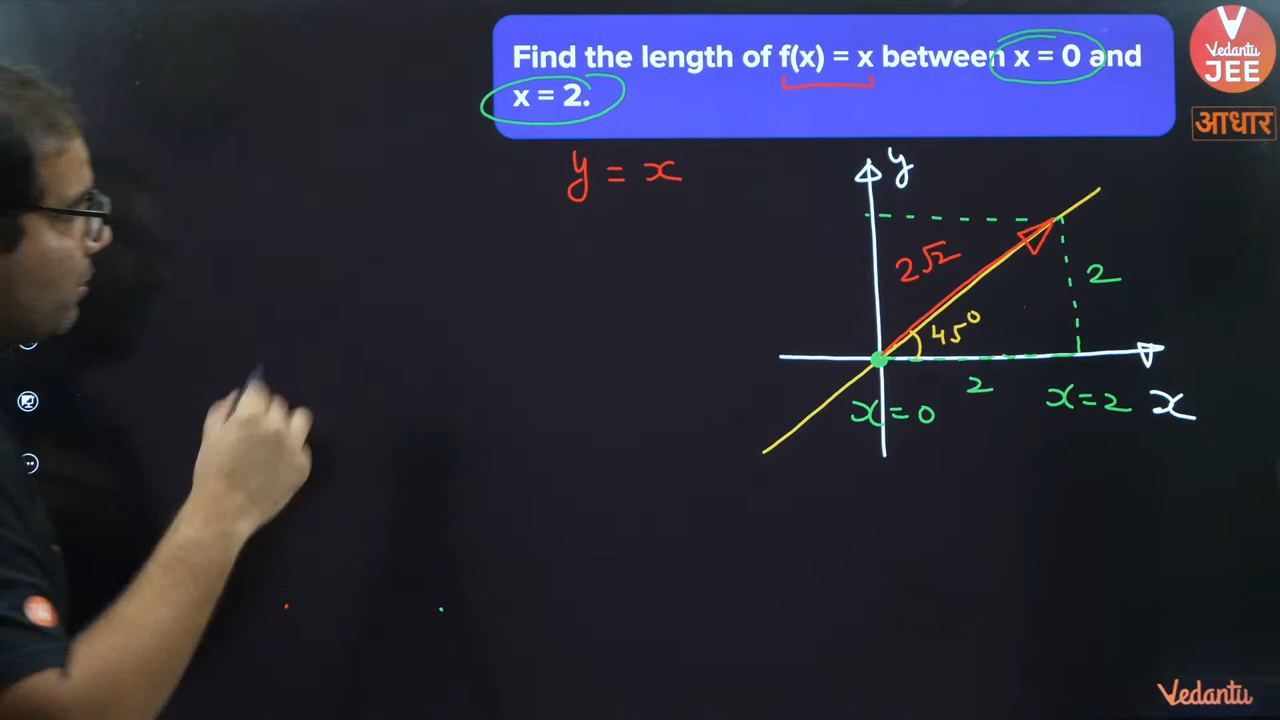 Find the length of f(x) = x between x = 0 and
x = 2.
Vedantu
JEE
आधार
y = x
y
2√2
2
45°
2
x = 0
x = 2
x
Vedantu